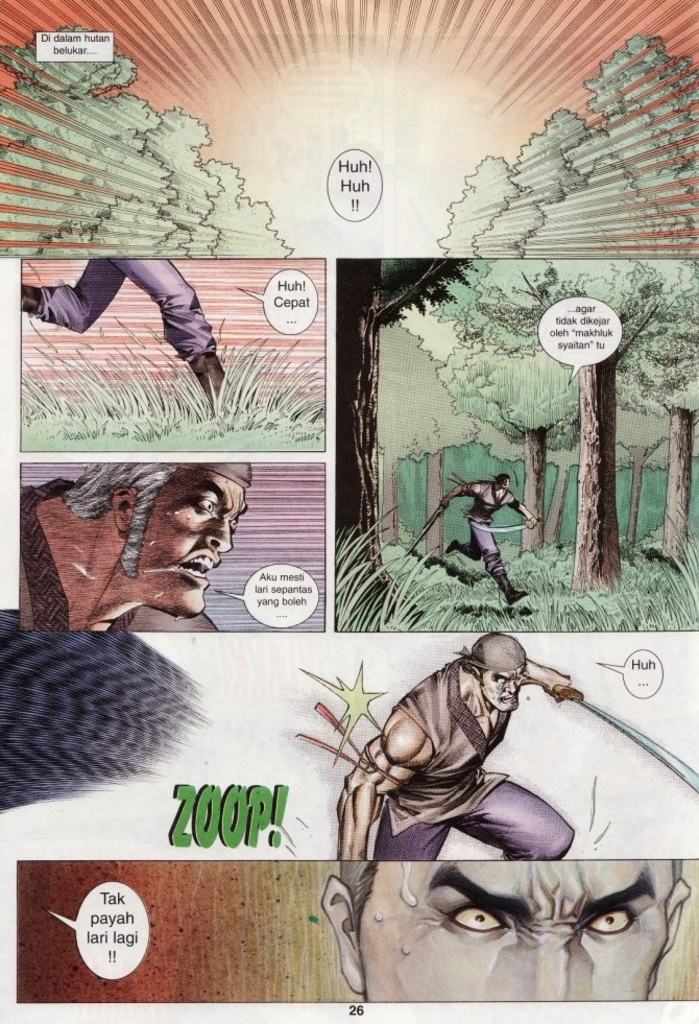 Di dalam hutan
belukar....
Huh!
Huh
!!
Huh!
Cepat
...
...agar
tidak dikejar
oleh "makhluk
syaitan" tu
Aku mesti
lari sepantas
yang boleh
....
Huh
...
ZOOP!
Tak
payah
lari lagi
!!
26